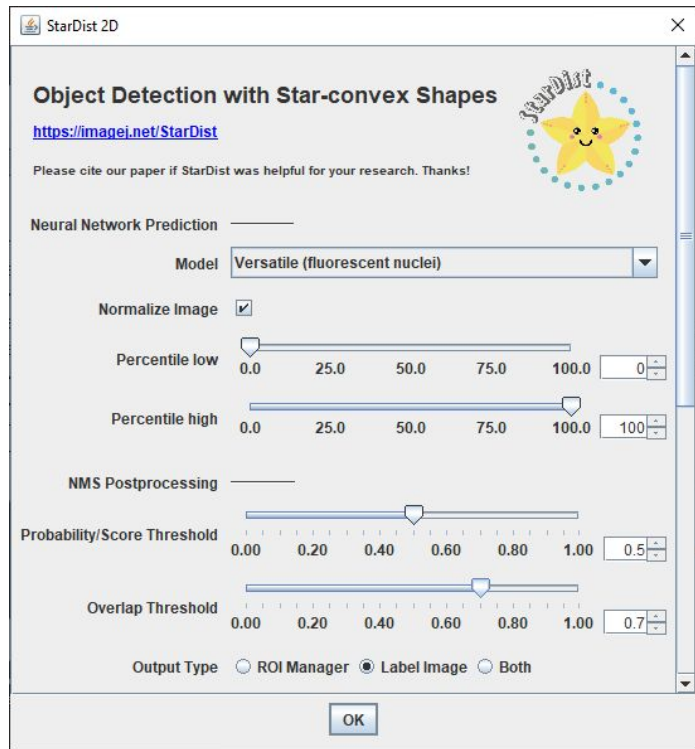 StarDist 2D
Object Detection with Star-convex Shapes
StarDist
https://imagej.net/StarDist
Please cite our paper if StarDist was helpful for your research. Thanks!
Neural Network Prediction
Model Versatile (fluorescent nuclei)
Normalize Image
Percentile low 0.0 25.0 50.0 75.0 100.0 0
Percentile high 0.0 25.0 50.0 75.0 100.0 100
NMS Postprocessing
Probability/Score Threshold 0.00 0.20 0.40 0.60 0.80 1.00 0.5
Overlap Threshold 0.00 0.20 0.40 0.60 0.80 1.00 0.7
Output Type ROI Manager Label Image Both
OK